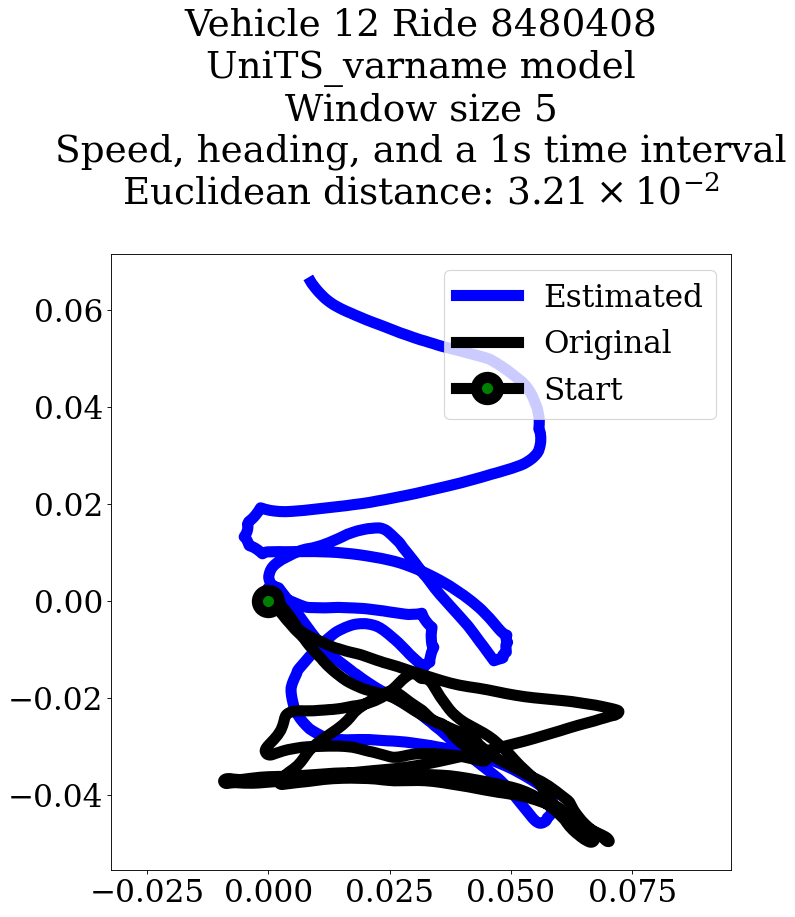 Vehicle 12 Ride 8480408
UniTS_varname model
Window size 5
Speed, heading, and a 1s time interval
Euclidean distance: 3.21 × 10⁻²
Estimated
Original
Start
0.06
0.04
0.02
0.00
−0.02
−0.04
−0.025 0.000 0.025 0.050 0.075